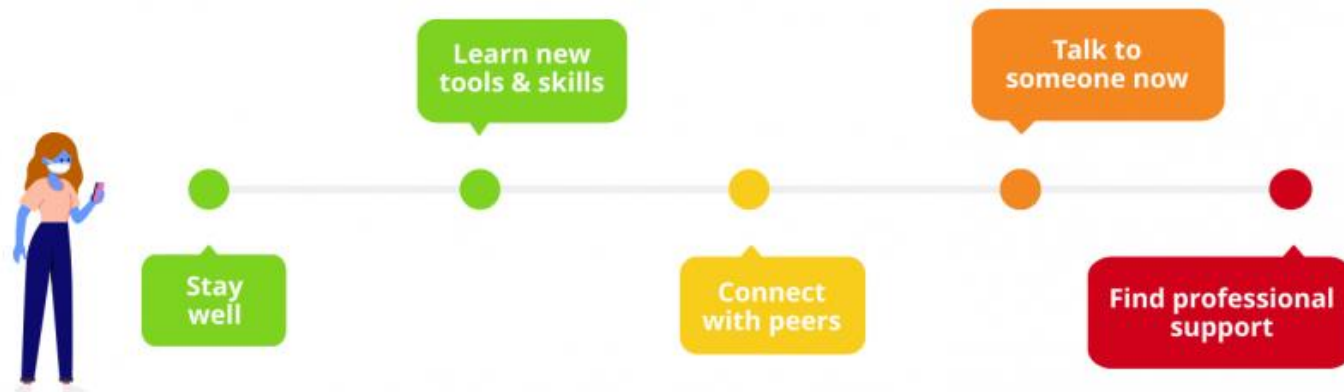 Learn new
tools & skills
Talk to
someone now
Stay
well
Connect
with peers
Find professional
support